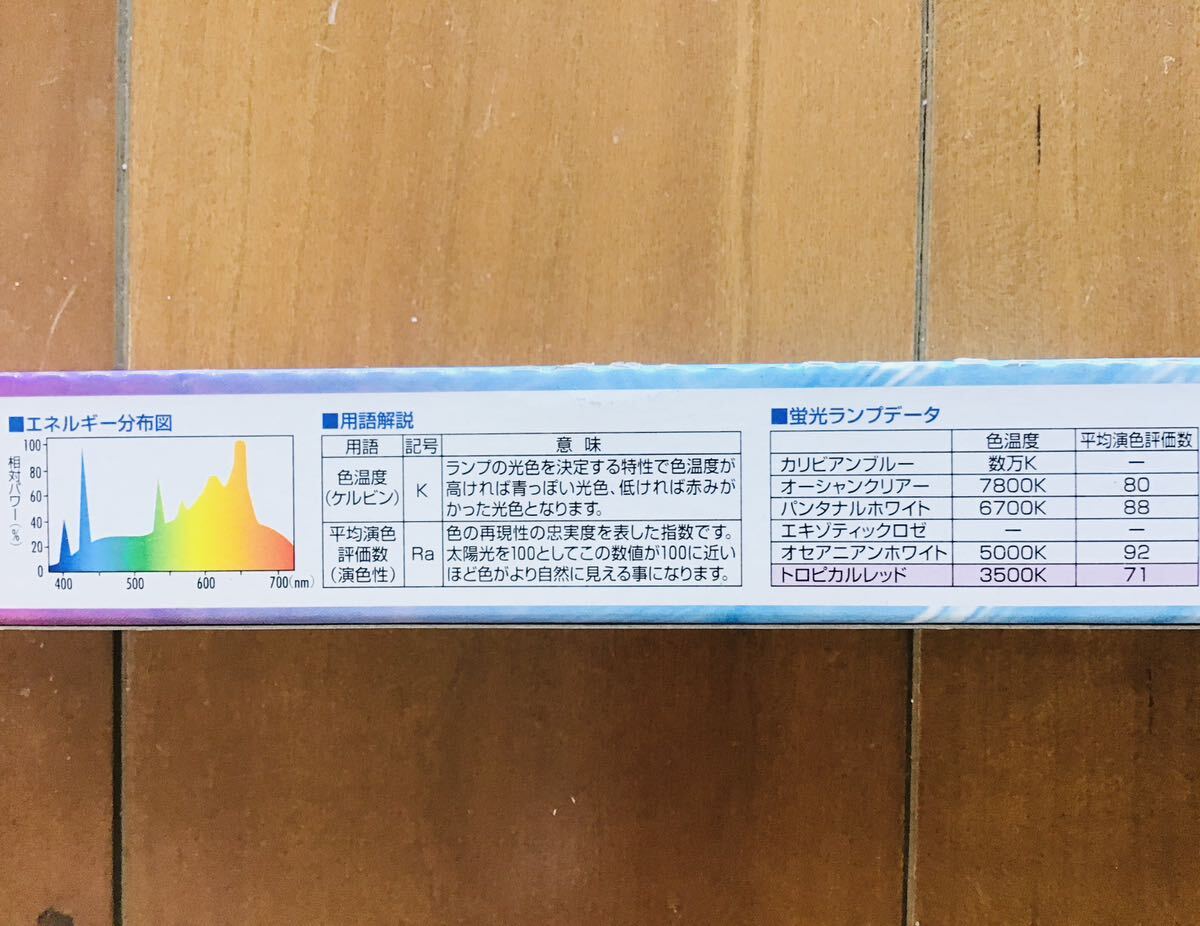 ■エネルギー分布図
相対パワー(%)
100
80
60
40
20
0
400 500 600 700(nm)
■用語解説
用語 記号 意味
色温度
(ケルビン)
K
ランプの光色を決定する特性で色温度が
高ければ青っぽい光色、低ければ赤みが
かった光色となります。
平均演色
評価数
(演色性)
Ra
色の再現性の忠実度を表した指数です。
太陽光を100としてこの数値が100に近い
ほど色がより自然に見える事になります。
■蛍光ランプデータ
色温度 平均演色評価数
カリビアンブルー 数万K ―
オーシャンクリアー 7800K 80
パンタナルホワイト 6700K 88
エキゾティックロゼ ― ―
オセアニアンホワイト 5000K 92
トロピカルレッド 3500K 71